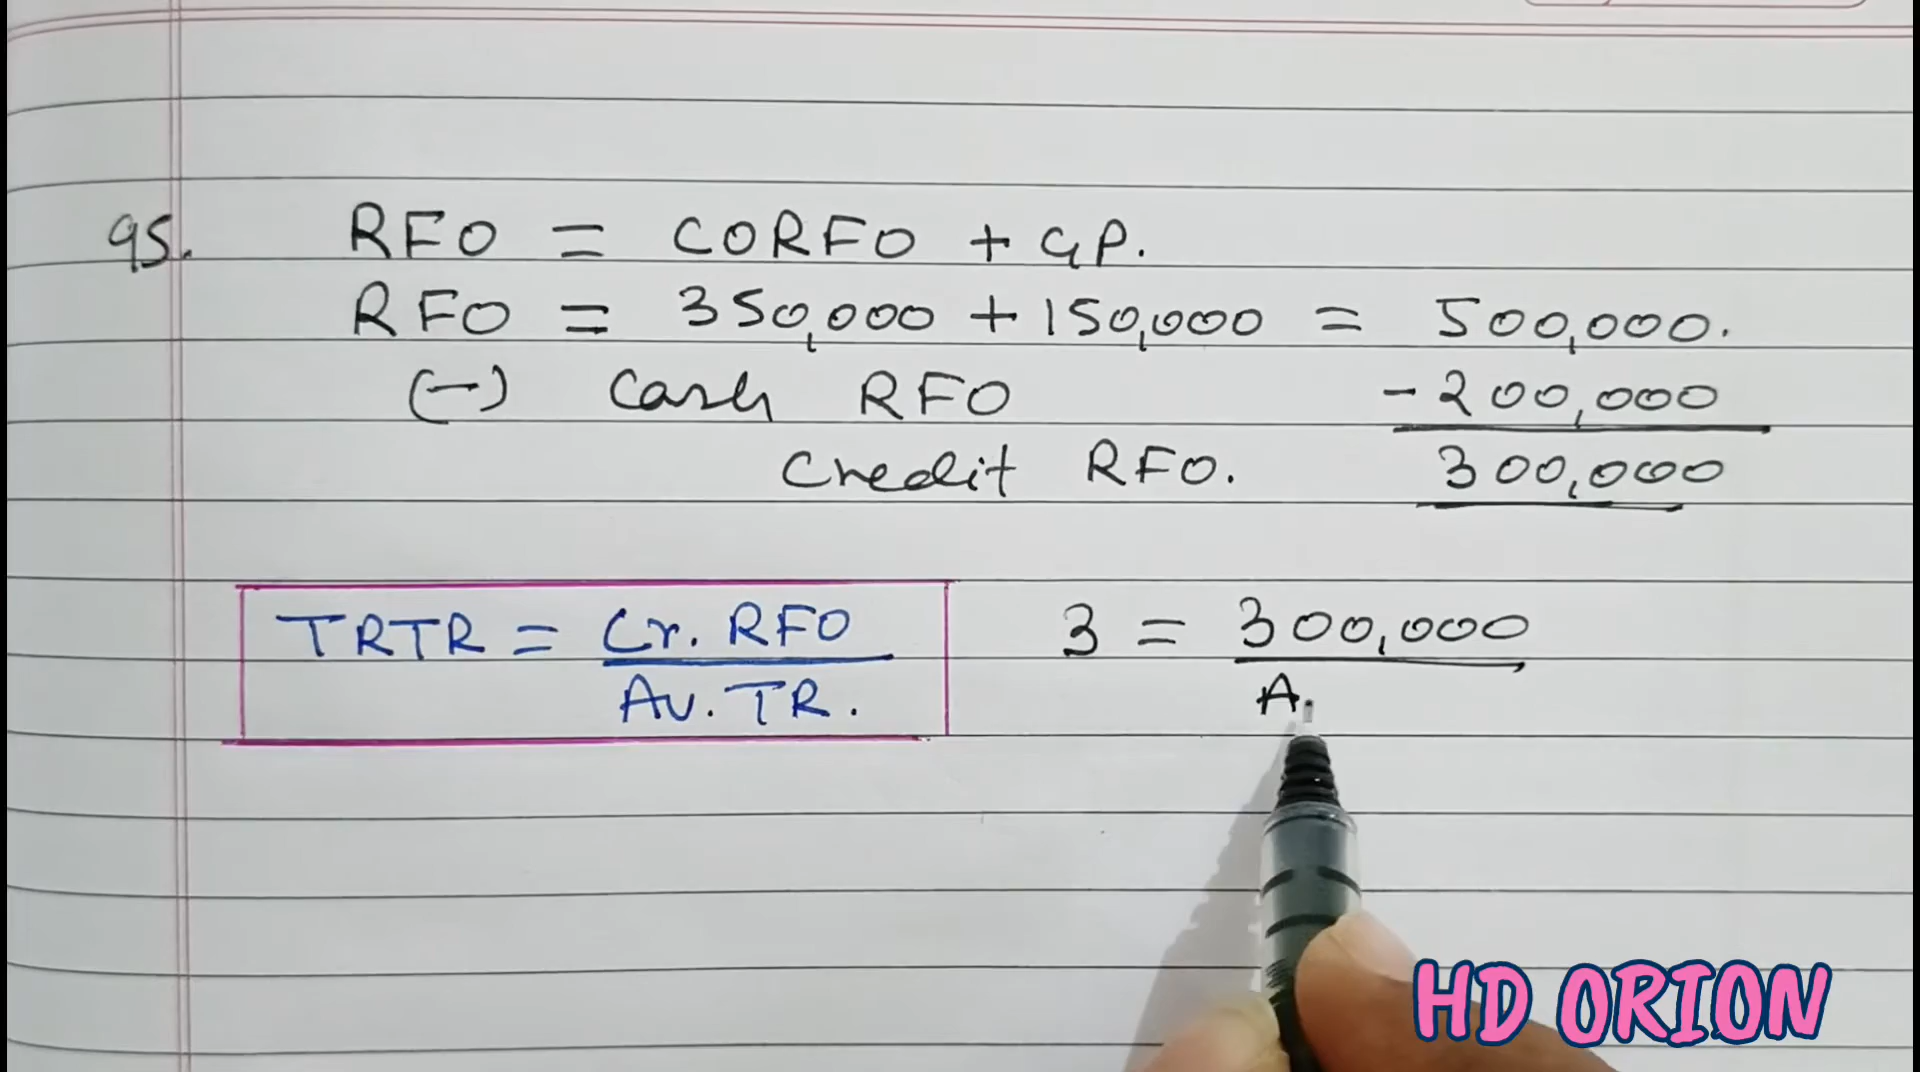 95. RFO = CORFO + GP.
RFO = 350,000 + 150,000 = 500,000.
(-) Cash RFO - 200,000
Credit RFO. 300,000
TRTR = Cr. RFO 3 = 300,000
Av. TR. A.
HD ORION